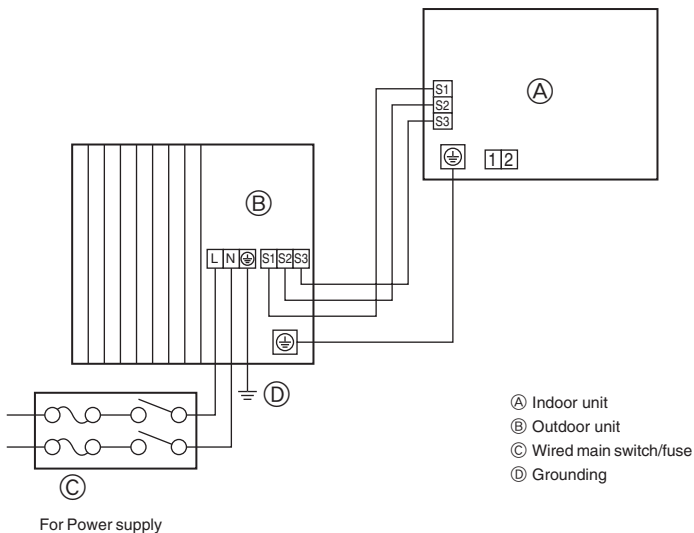 S1
S2
S3
Ⓐ
1 2
Ⓑ
L N S1 S2 S3
Ⓓ
Ⓒ
For Power supply
Ⓐ Indoor unit
Ⓑ Outdoor unit
Ⓒ Wired main switch/fuse
Ⓓ Grounding